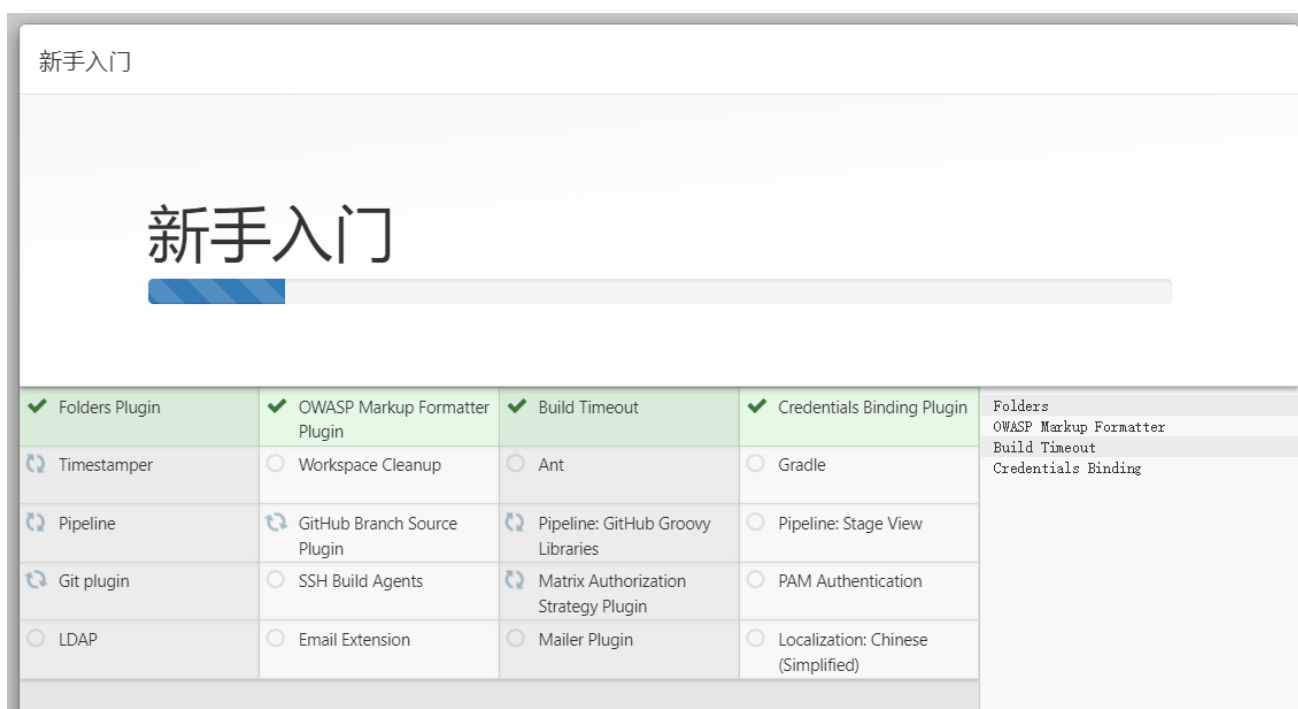 新手入门
新手入门
Folders Plugin
OWASP Markup Formatter
Plugin
Build Timeout
Credentials Binding Plugin
Timestamper
Workspace Cleanup
Ant
Gradle
Pipeline
GitHub Branch Source
Plugin
Pipeline: GitHub Groovy
Libraries
Pipeline: Stage View
Git plugin
SSH Build Agents
Matrix Authorization
Strategy Plugin
PAM Authentication
LDAP
Email Extension
Mailer Plugin
Localization: Chinese
(Simplified)
Folders
OWASP Markup Formatter
Build Timeout
Credentials Binding